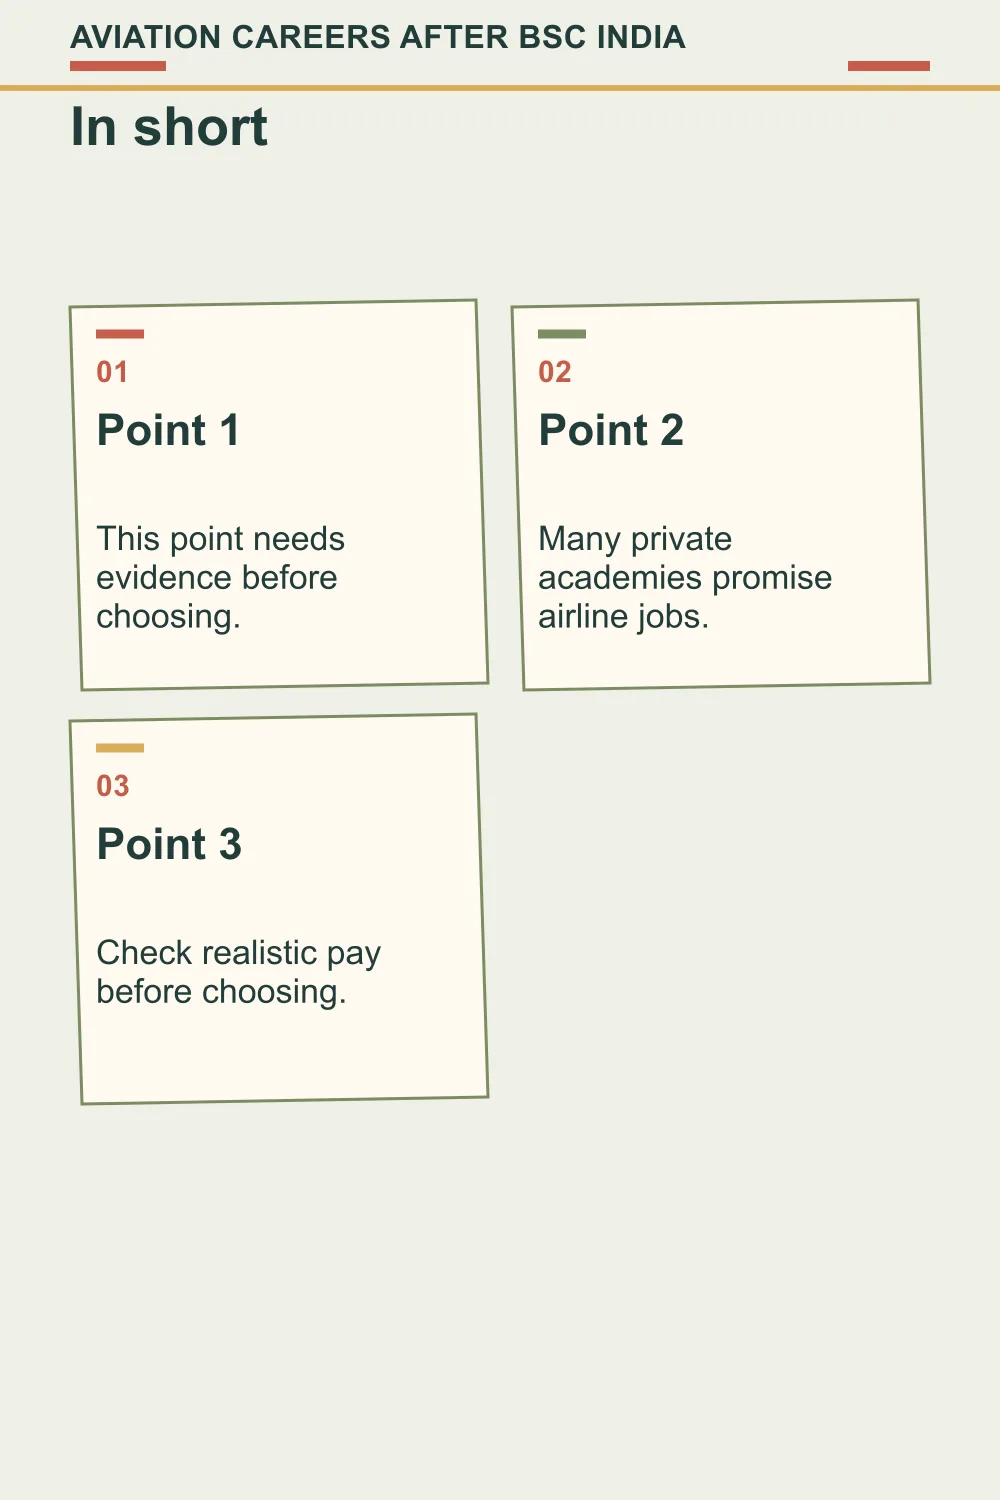 AVIATION CAREERS AFTER BSC INDIA
In short
01
Point 1
This point needs
evidence before
choosing.
02
Point 2
Many private
academies promise
airline jobs.
03
Point 3
Check realistic pay
before choosing.